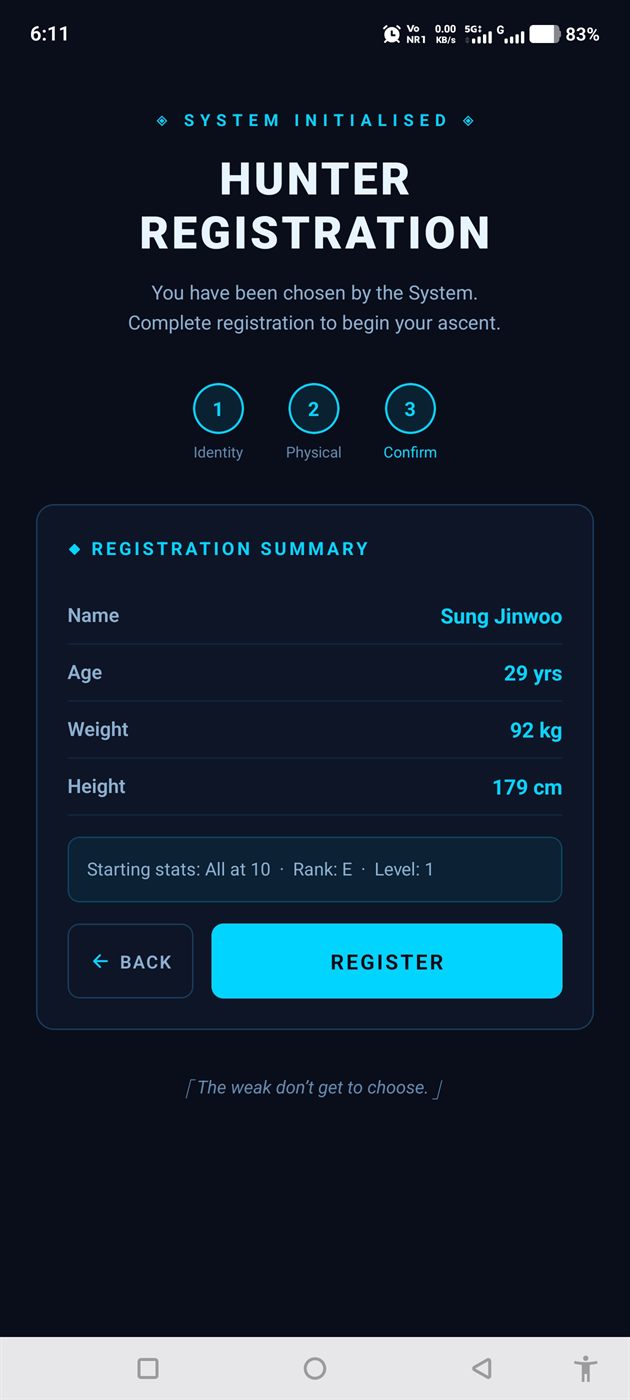 6:11
Vo NR1 0.00 KB/s 5G G 83%
◈ SYSTEM INITIALISED ◈
HUNTER
REGISTRATION
You have been chosen by the System.
Complete registration to begin your ascent.
1 2 3
Identity Physical Confirm
◆ REGISTRATION SUMMARY
Name Sung Jinwoo
Age 29 yrs
Weight 92 kg
Height 179 cm
Starting stats: All at 10 · Rank: E · Level: 1
← BACK
REGISTER
「The weak don't get to choose.」